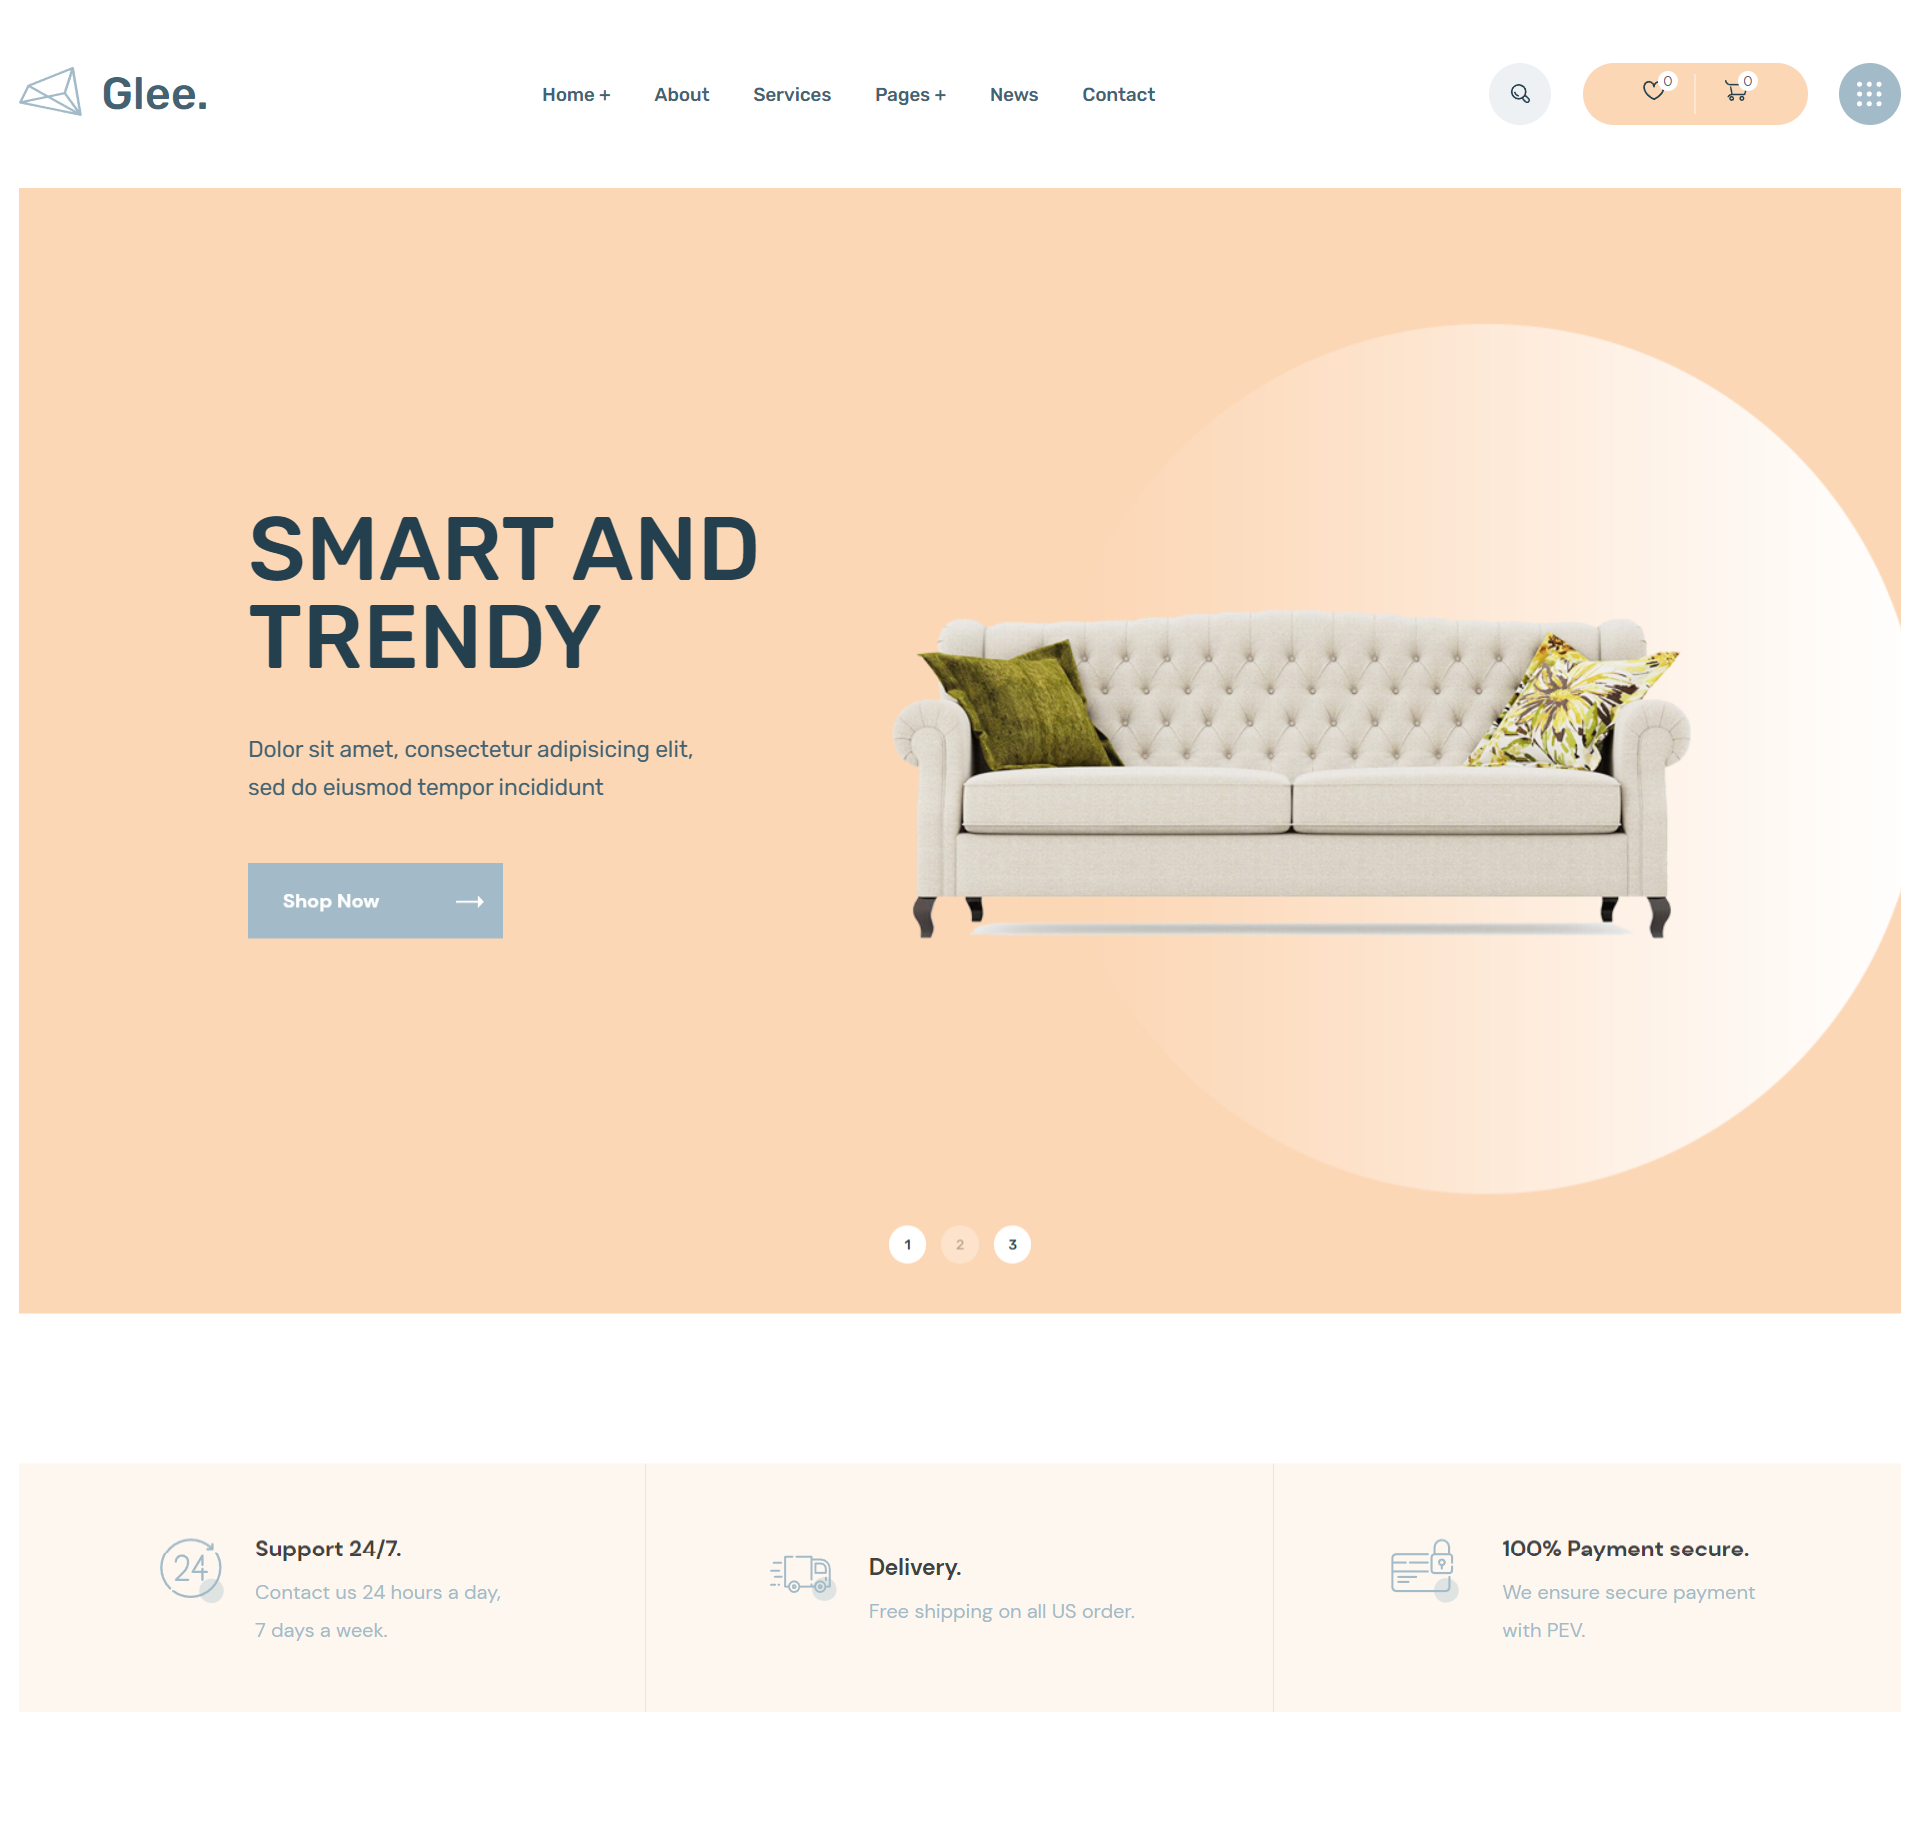 Glee.
Home +
About
Services
Pages +
News
Contact
0
0
SMART AND
TRENDY
Dolor sit amet, consectetur adipisicing elit,
sed do eiusmod tempor incididunt
Shop Now
1
2
3
24
Support 24/7.
Contact us 24 hours a day,
7 days a week.
Delivery.
Free shipping on all US order.
100% Payment secure.
We ensure secure payment
with PEV.